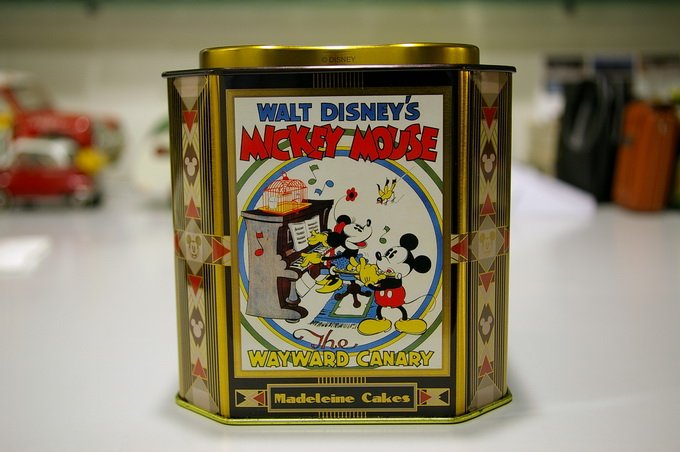 © DISNEY
WALT DISNEY'S
MICKEY MOUSE
The
WAYWARD CANARY
Madeleine Cakes